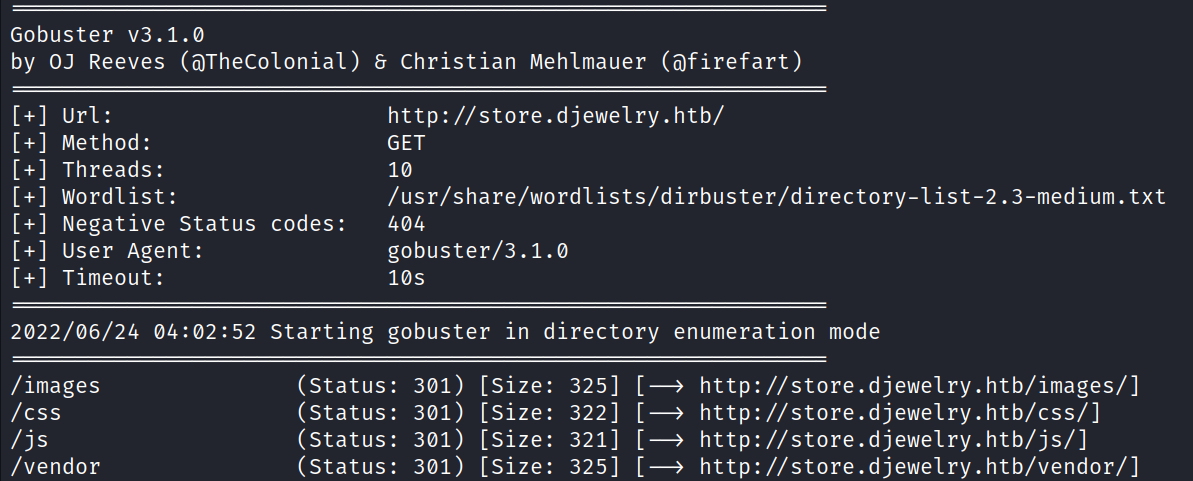 ===============================================================
Gobuster v3.1.0
by OJ Reeves (@TheColonial) & Christian Mehlmauer (@firefart)
===============================================================
[+] Url:                     http://store.djewelry.htb/
[+] Method:                  GET
[+] Threads:                 10
[+] Wordlist:                /usr/share/wordlists/dirbuster/directory-list-2.3-medium.txt
[+] Negative Status codes:   404
[+] User Agent:              gobuster/3.1.0
[+] Timeout:                 10s
===============================================================
2022/06/24 04:02:52 Starting gobuster in directory enumeration mode
===============================================================
/images               (Status: 301) [Size: 325] [--> http://store.djewelry.htb/images/]
/css                  (Status: 301) [Size: 322] [--> http://store.djewelry.htb/css/]
/js                   (Status: 301) [Size: 321] [--> http://store.djewelry.htb/js/]
/vendor               (Status: 301) [Size: 325] [--> http://store.djewelry.htb/vendor/]